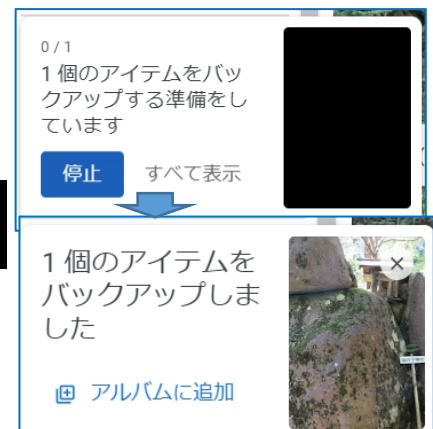 0 / 1
1 個のアイテムをバッ
クアップする準備をし
ています
停止 すべて表示
1 個のアイテムを
バックアップしま
した
アルバムに追加